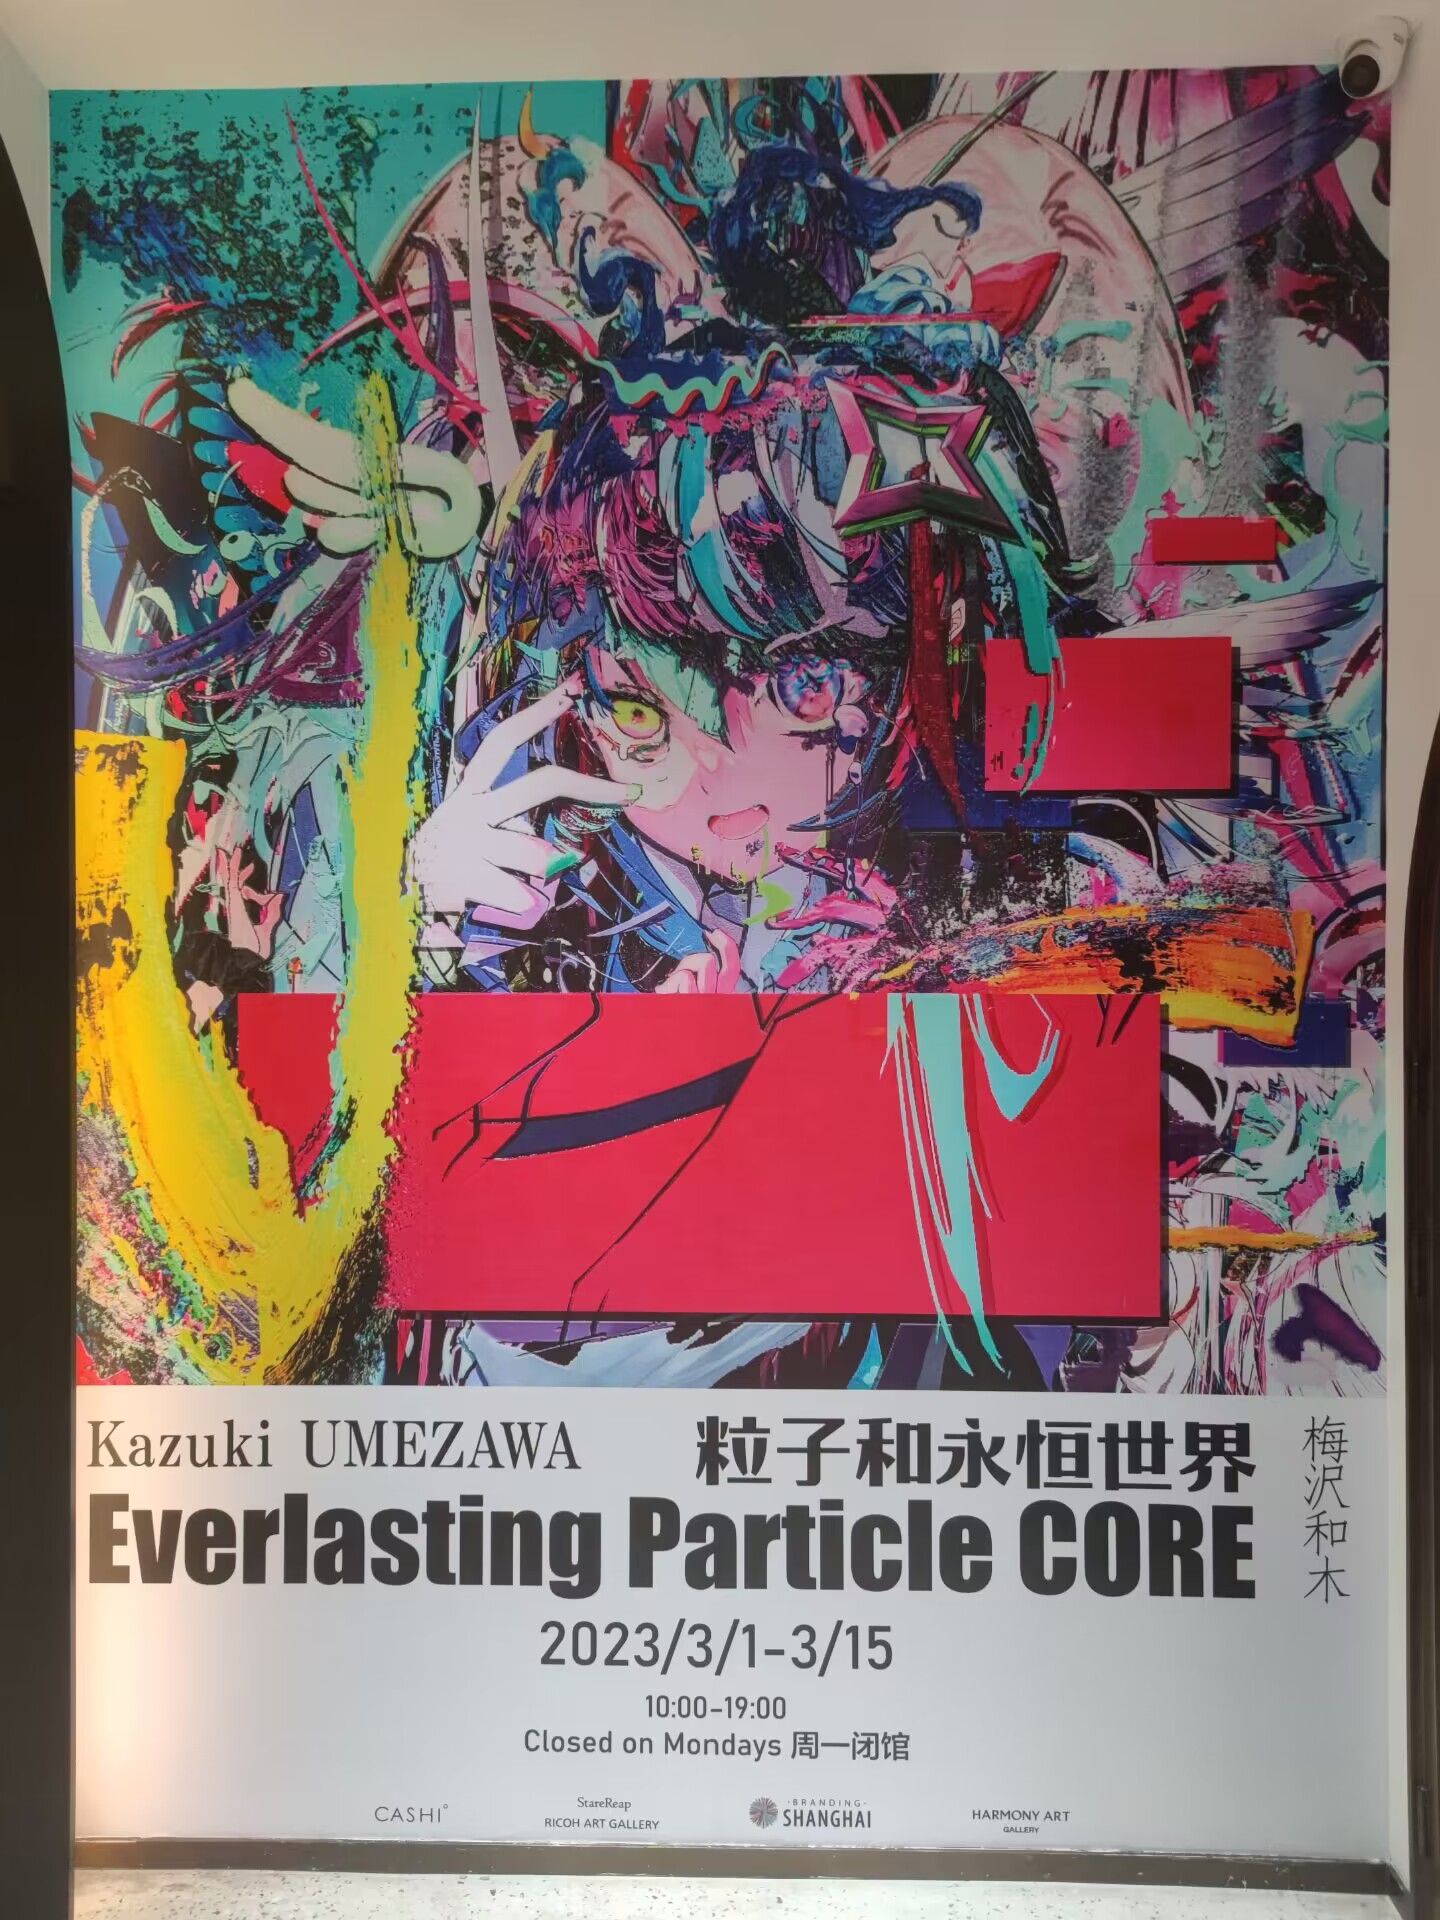 Kazuki UMEZAWA
粒子和永恒世界
Everlasting Particle CORE
梅沢和木
2023/3/1-3/15
10:00-19:00
Closed on Mondays 周一闭馆
CASHI°
StareReap
RICOH ART GALLERY
·BRANDING·
SHANGHAI
HARMONY ART
GALLERY